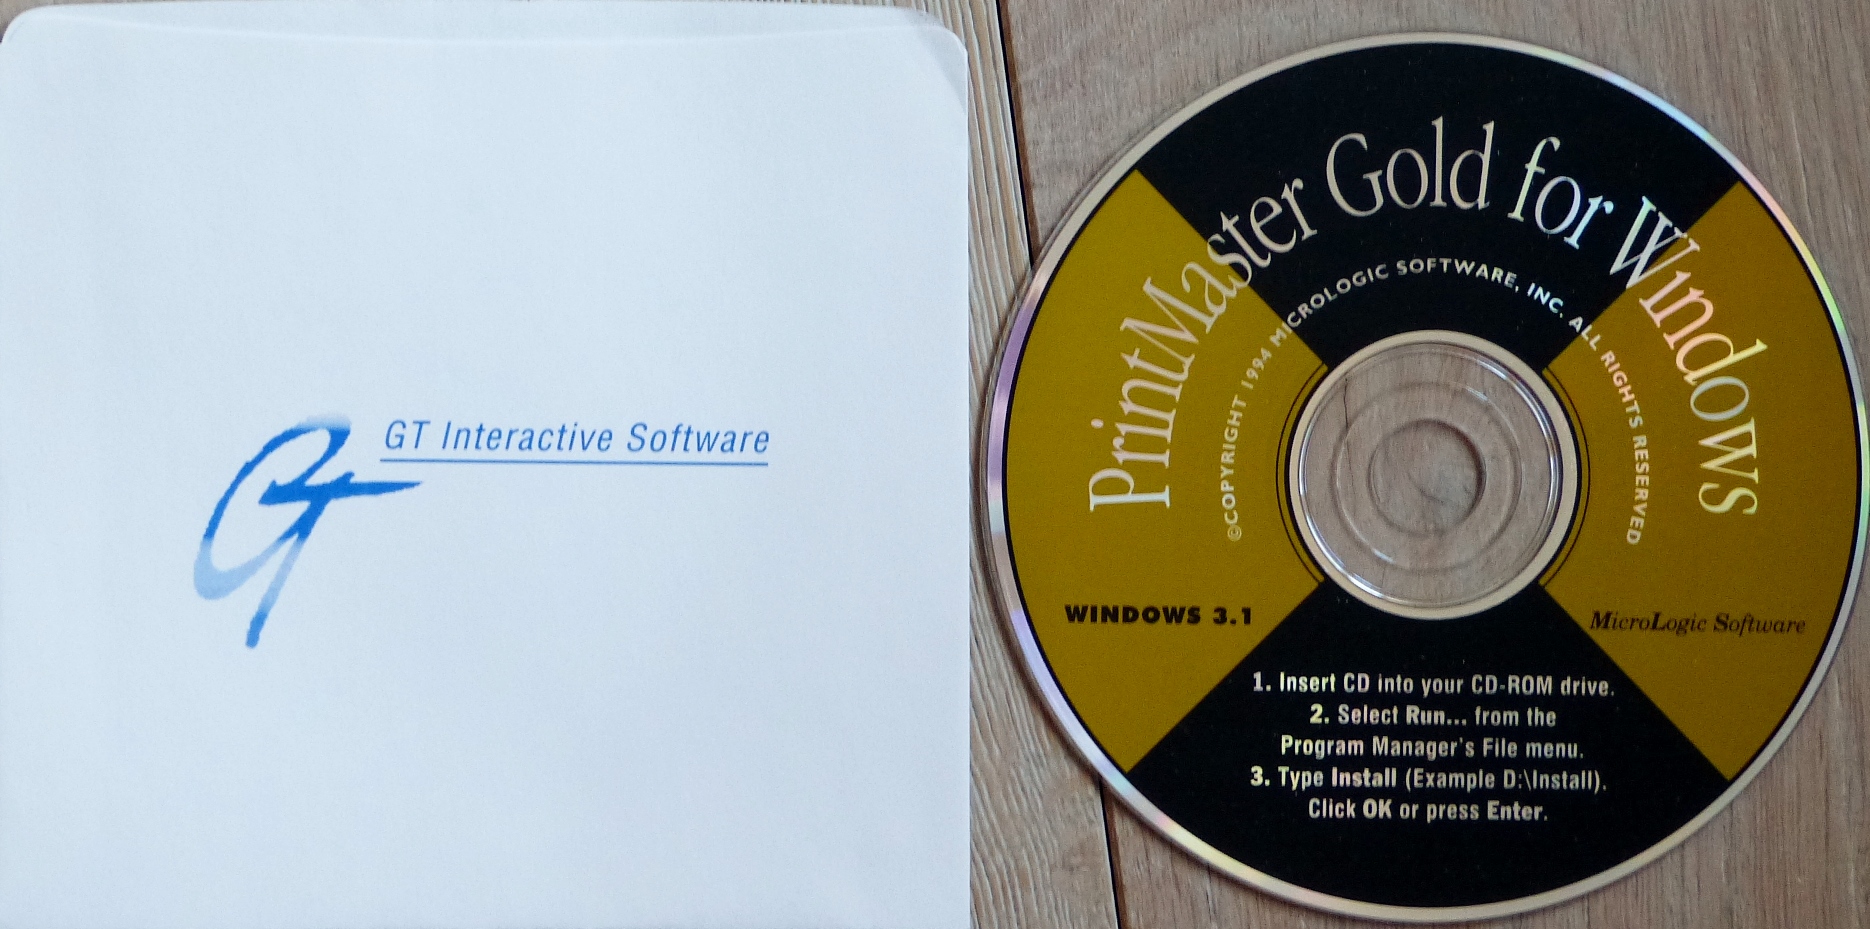 GT Interactive Software
GT
PrintMaster Gold for Windows
©COPYRIGHT 1994 MICROLOGIC SOFTWARE, INC. ALL RIGHTS RESERVED
WINDOWS 3.1
MicroLogic Software
1. Insert CD into your CD-ROM drive.
2. Select Run... from the
Program Manager's File menu.
3. Type Install (Example D:\Install).
Click OK or press Enter.